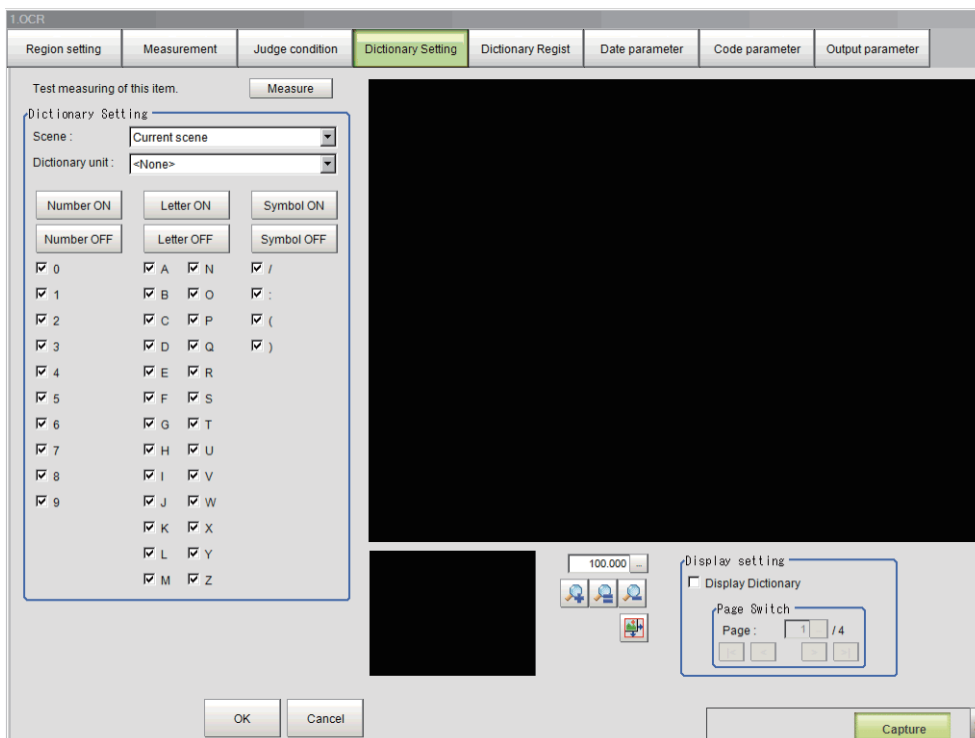 1.OCR
Region setting Measurement Judge condition Dictionary Setting Dictionary Regist Date parameter Code parameter Output parameter
Test measuring of this item. Measure
Dictionary Setting
Scene : Current scene
Dictionary unit : <None>
Number ON Letter ON Symbol ON
Number OFF Letter OFF Symbol OFF
0 A N /
1 B O :
2 C P (
3 D Q )
4 E R
5 F S
6 G T
7 H U
8 I V
9 J W
K X
L Y
M Z
100.000 ...
Display setting
Display Dictionary
Page Switch
Page : 1 / 4
|< < > >|
OK Cancel
Capture